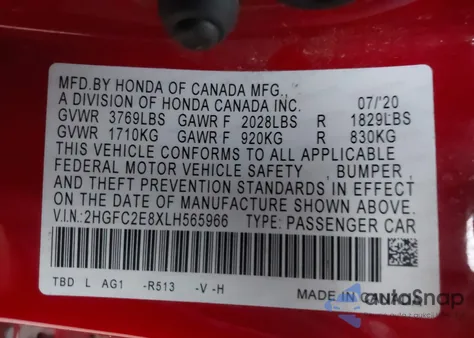 MFD.BY HONDA OF CANADA MFG.,
A DIVISION OF HONDA CANADA INC. 07/'20
GVWR 3769LBS GAWR F 2028LBS R 1829LBS
GVWR 1710KG GAWR F 920KG R 830KG
THIS VEHICLE CONFORMS TO ALL APPLICABLE
FEDERAL MOTOR VEHICLE SAFETY , BUMPER ,
AND THEFT PREVENTION STANDARDS IN EFFECT
ON THE DATE OF MANUFACTURE SHOWN ABOVE.
V.I.N.:2HGFC2E8XLH565966 TYPE: PASSENGER CAR
TBD L AG1 -R513 -V -H
MADE IN CANADA
autoSnap